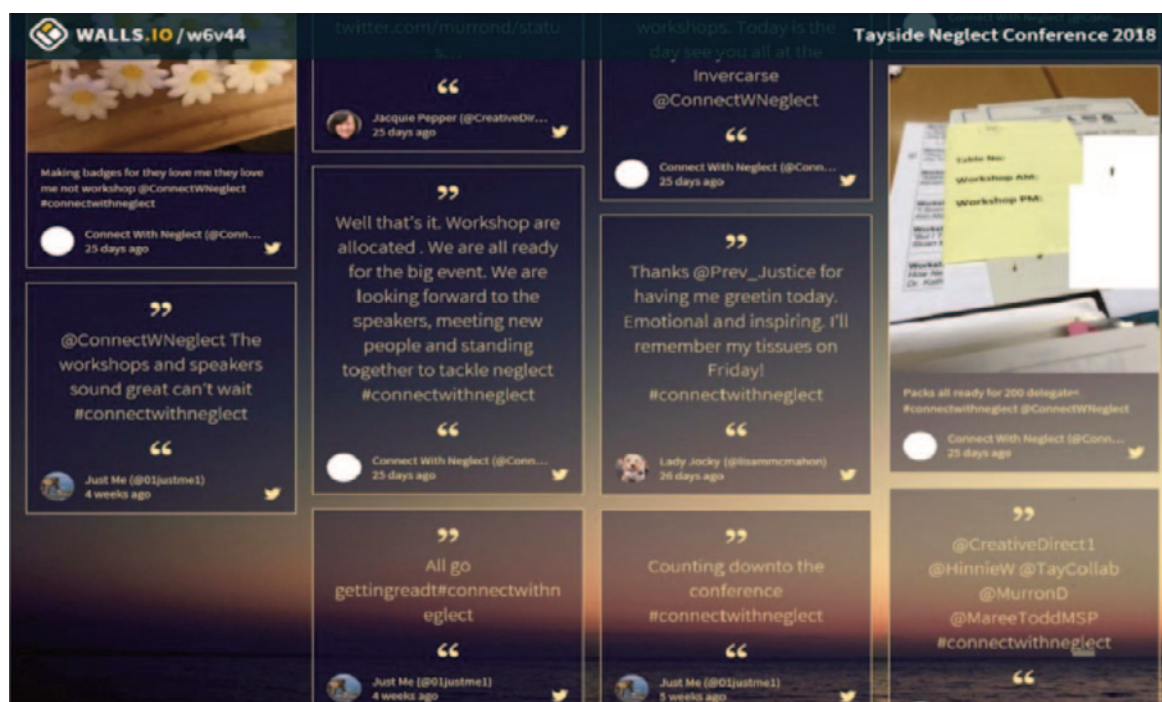 WALLS.IO / w6v44
Tayside Neglect Conference 2018
Making badges for they love me they love
me not workshop @ConnectWNeglect
#connectwithneglect
Connect With Neglect (@Conn...
25 days ago
”
@ConnectWNeglect The
workshops and speakers
sound great can't wait
#connectwithneglect
“
Just Me (@01justme1)
4 weeks ago
twitter.com/murrond/statu
s...
“
Jacquie Pepper (@CreativeDir...
25 days ago
”
Well that's it. Workshop are
allocated . We are all ready
for the big event. We are
looking forward to the
speakers, meeting new
people and standing
together to tackle neglect
#connectwithneglect
“
Connect With Neglect (@Conn...
25 days ago
”
All go
gettingreadt#connectwithn
eglect
“
Just Me (@01justme1)
4 weeks ago
workshops. Today is the
day see you all at the
Invercarse
@ConnectWNeglect
“
Connect With Neglect (@Conn...
25 days ago
”
Thanks @Prev_Justice for
having me greetin today.
Emotional and inspiring. I'll
remember my tissues on
Friday!
#connectwithneglect
“
Lady Jocky (@lisammcmahon)
26 days ago
”
Counting downto the
conference
#connectwithneglect
“
Just Me (@01justme1)
5 weeks ago
Connect With Neglect (@Conn...
Table No:
Workshop AM:
Workshop PM:
Packs all ready for 200 delegates
#connectwithneglect @ConnectWNeglect
Connect With Neglect (@Conn...
25 days ago
”
@CreativeDirect1
@HinnieW @TayCollab
@MurronD
@MareeToddMSP
#connectwithneglect
“